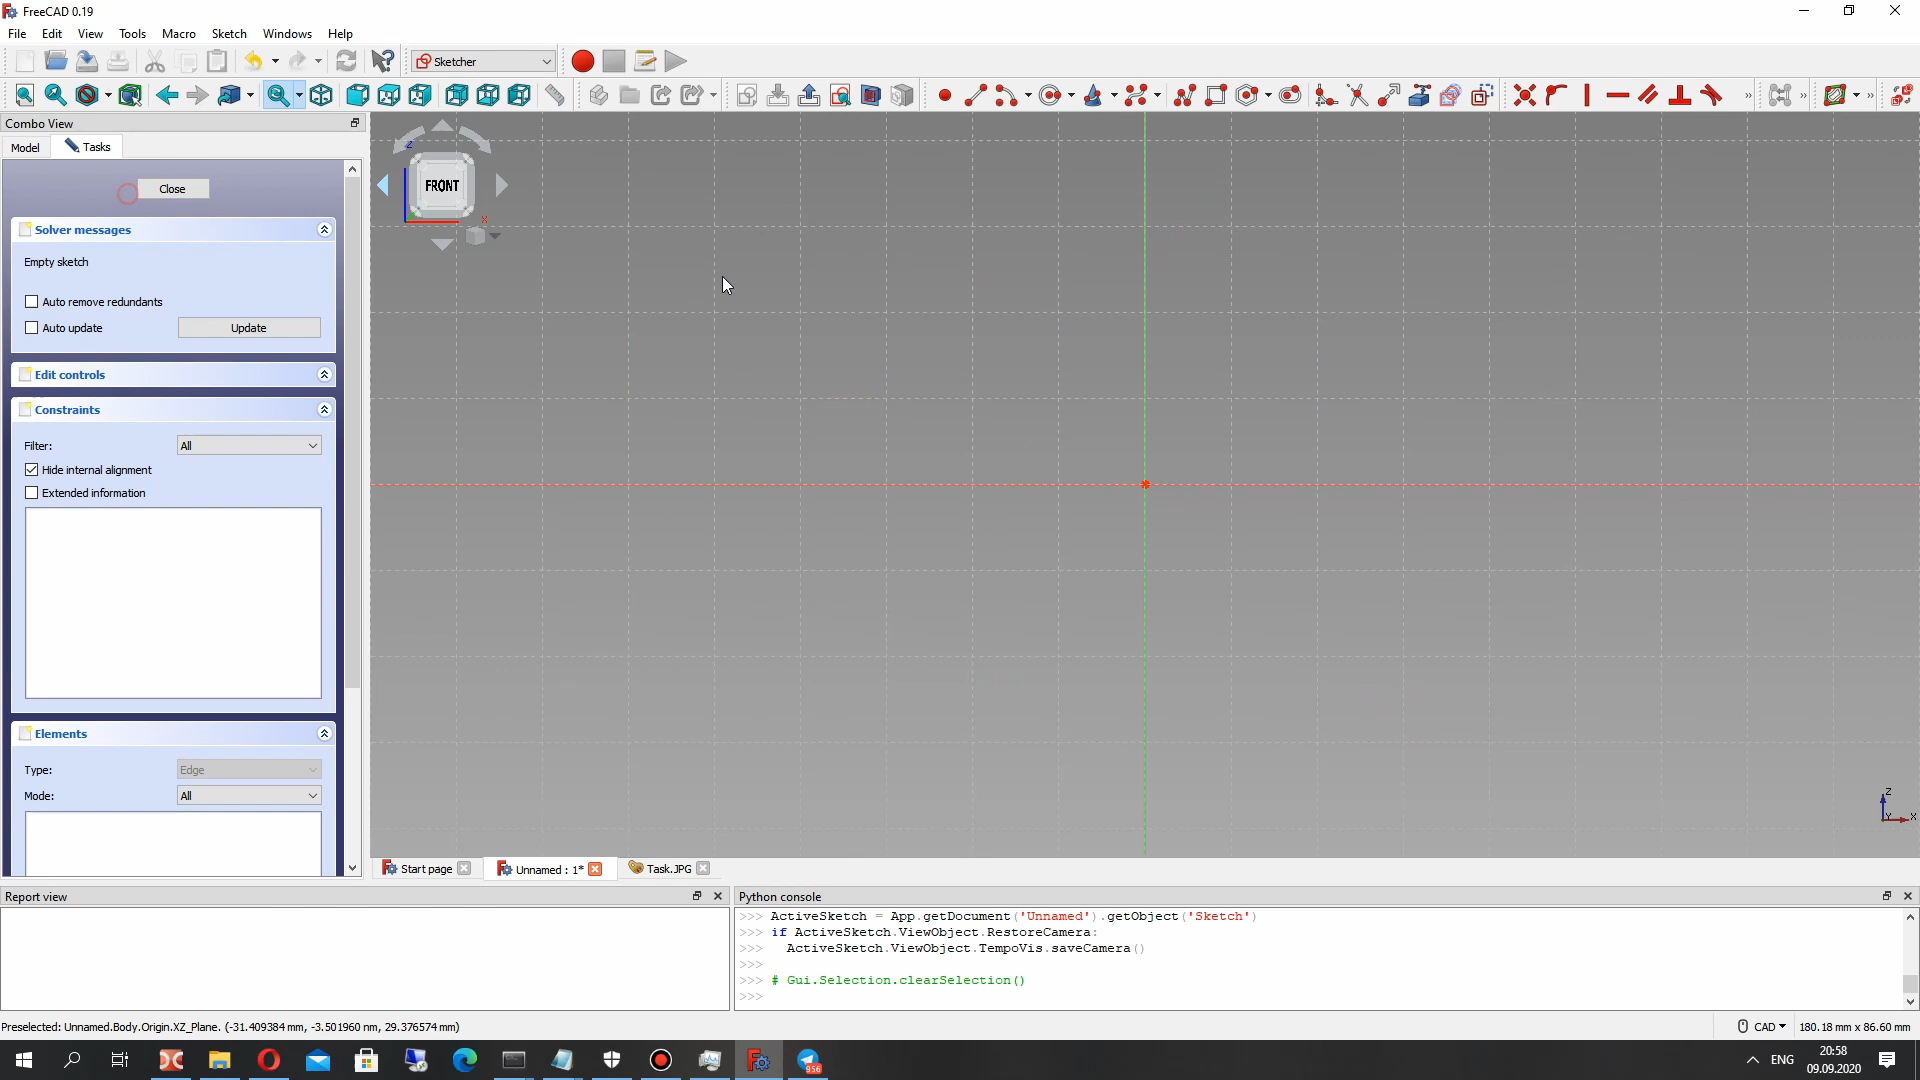 FreeCAD 0.19
File Edit View Tools Macro Sketch Windows Help
Sketcher
Combo View
Model Tasks
Close
Solver messages
Empty sketch
Auto remove redundants
Auto update Update
Edit controls
Constraints
Filter: All
Hide internal alignment
Extended information
Elements
Type: Edge
Mode: All
Z
FRONT
X
Z
Y X
Start page Unnamed : 1* Task.JPG
Report view
Python console
>>> ActiveSketch = App.getDocument('Unnamed').getObject('Sketch')
>>> if ActiveSketch.ViewObject.RestoreCamera:
>>>   ActiveSketch.ViewObject.TempoVis.saveCamera()
>>>
>>> # Gui.Selection.clearSelection()
>>>
Preselected: Unnamed.Body.Origin.XZ_Plane. (-31.409384 mm, -3.501960 nm, 29.376574 mm)
CAD 180.18 mm x 86.60 mm
956
ENG
20:58
09.09.2020